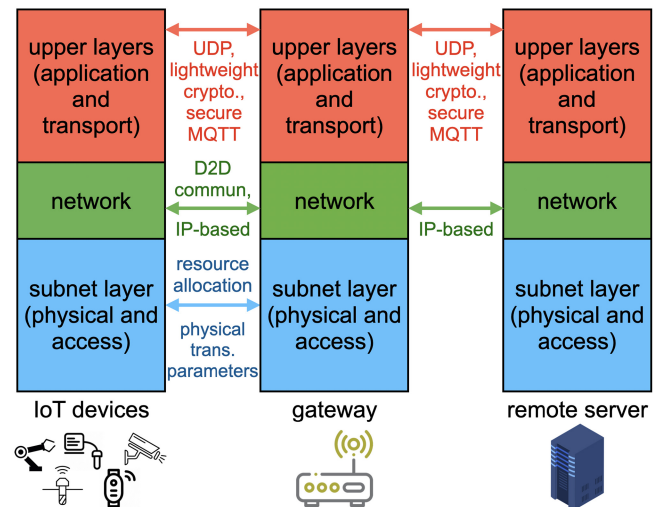 upper layers
(application
and
transport)
network
subnet layer
(physical and
access)
IoT devices
UDP,
lightweight
crypto.,
secure
MQTT
D2D
commun,
IP-based
resource
allocation
physical
trans.
parameters
upper layers
(application
and
transport)
network
subnet layer
(physical and
access)
gateway
UDP,
lightweight
crypto.,
secure
MQTT
IP-based
upper layers
(application
and
transport)
network
subnet layer
(physical and
access)
remote server